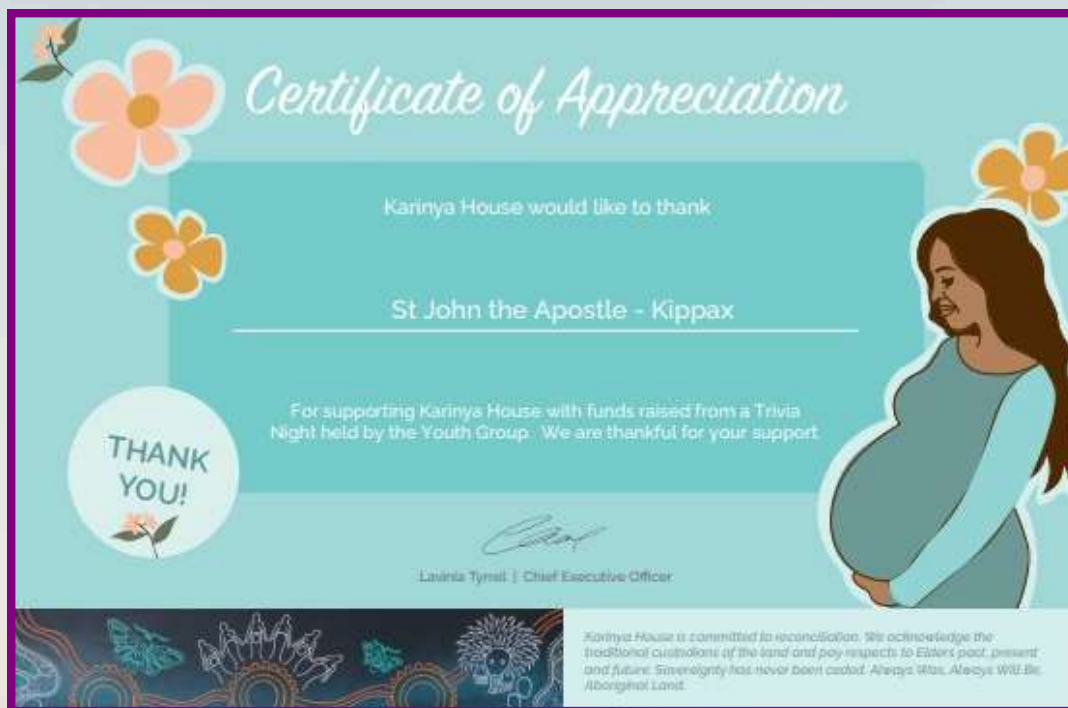 Certificate of Appreciation
Karinya House would like to thank
St John the Apostle - Kippax
For supporting Karinya House with funds raised from a Trivia
Night held by the Youth Group. We are thankful for your support
THANK
YOU!
Lavinia Tyrrel | Chief Executive Officer
Karinya House is committed to reconciliation. We acknowledge the
traditional custodians of the land and pay respects to Elders past, present
and future. Sovereignty has never been ceded. Always Was, Always Will Be,
Aboriginal Land.